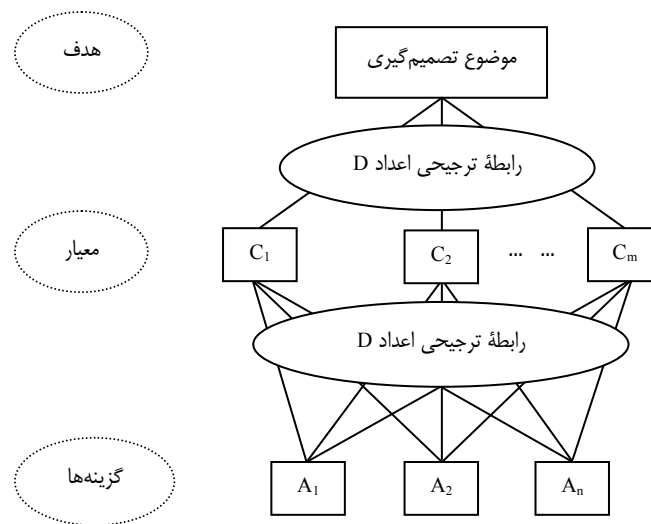 هدف
موضوع تصمیم‌گیری
رابطهٔ ترجیحی اعداد D
معیار
C1
C2
... ...
Cm
رابطهٔ ترجیحی اعداد D
گزینه‌ها
A1
A2
An